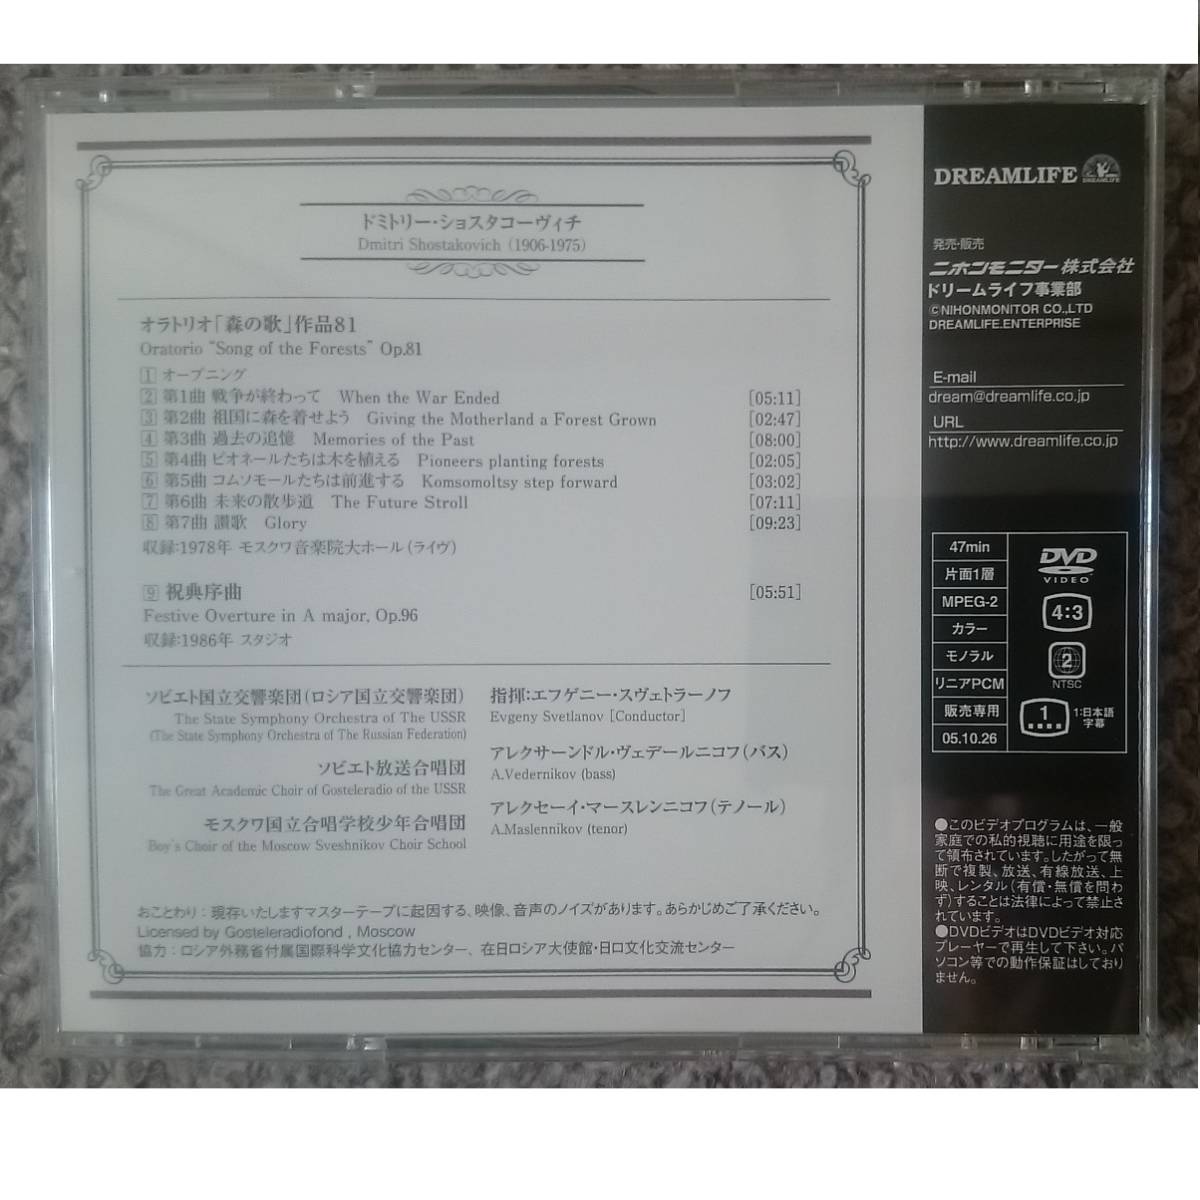 ドミトリー・ショスタコーヴィチ
Dmitri Shostakovich (1906-1975)
オラトリオ「森の歌」作品81
Oratorio "Song of the Forests" Op.81
1 オープニング
2 第1曲 戦争が終わって When the War Ended [05:11]
3 第2曲 祖国に森を着せよう Giving the Motherland a Forest Grown [02:47]
4 第3曲 過去の追憶 Memories of the Past [08:00]
5 第4曲 ピオネールたちは木を植える Pioneers planting forests [02:05]
6 第5曲 コムソモールたちは前進する Komsomoltsy step forward [03:02]
7 第6曲 未来の散歩道 The Future Stroll [07:11]
8 第7曲 讃歌 Glory [09:23]
収録:1978年 モスクワ音楽院大ホール(ライヴ)
9 祝典序曲 [05:51]
Festive Overture in A major, Op.96
収録:1986年 スタジオ
ソビエト国立交響楽団(ロシア国立交響楽団)
The State Symphony Orchestra of The USSR
(The State Symphony Orchestra of The Russian Federation)
ソビエト放送合唱団
The Great Academic Choir of Gosteleradio of the USSR
モスクワ国立合唱学校少年合唱団
Boy's Choir of the Moscow Sveshnikov Choir School
指揮:エフゲニー・スヴェトラーノフ
Evgeny Svetlanov [Conductor]
アレクサーンドル・ヴェデールニコフ(バス)
A.Vedernikov (bass)
アレクセーイ・マースレンニコフ(テノール)
A.Maslennikov (tenor)
おことわり:現存いたしますマスターテープに起因する、映像、音声のノイズがあります。あらかじめご了承ください。
Licensed by Gosteleradiofond , Moscow
協力:ロシア外務省付属国際科学文化協力センター、在日ロシア大使館・日ロ文化交流センター
DREAMLIFE
DREAMLIFE
発売・販売
ニホンモニター株式会社
ドリームライフ事業部
©NIHONMONITOR CO.,LTD
DREAMLIFE.ENTERPRISE
E-mail
dream@dreamlife.co.jp
URL
http://www.dreamlife.co.jp
47min
片面1層
MPEG-2
カラー
モノラル
リニアPCM
販売専用
05.10.26
DVD
VIDEO
4:3
2
NTSC
1
1:日本語
字幕
●このビデオプログラムは、一般
家庭での私的視聴に用途を限っ
て頒布されています。したがって無
断で複製、放送、有線放送、上
映、レンタル(有償・無償を問わ
ず)することは法律によって禁止さ
れています。
●DVDビデオはDVDビデオ対応
プレーヤーで再生して下さい。パ
ソコン等での動作保証はしており
ません。